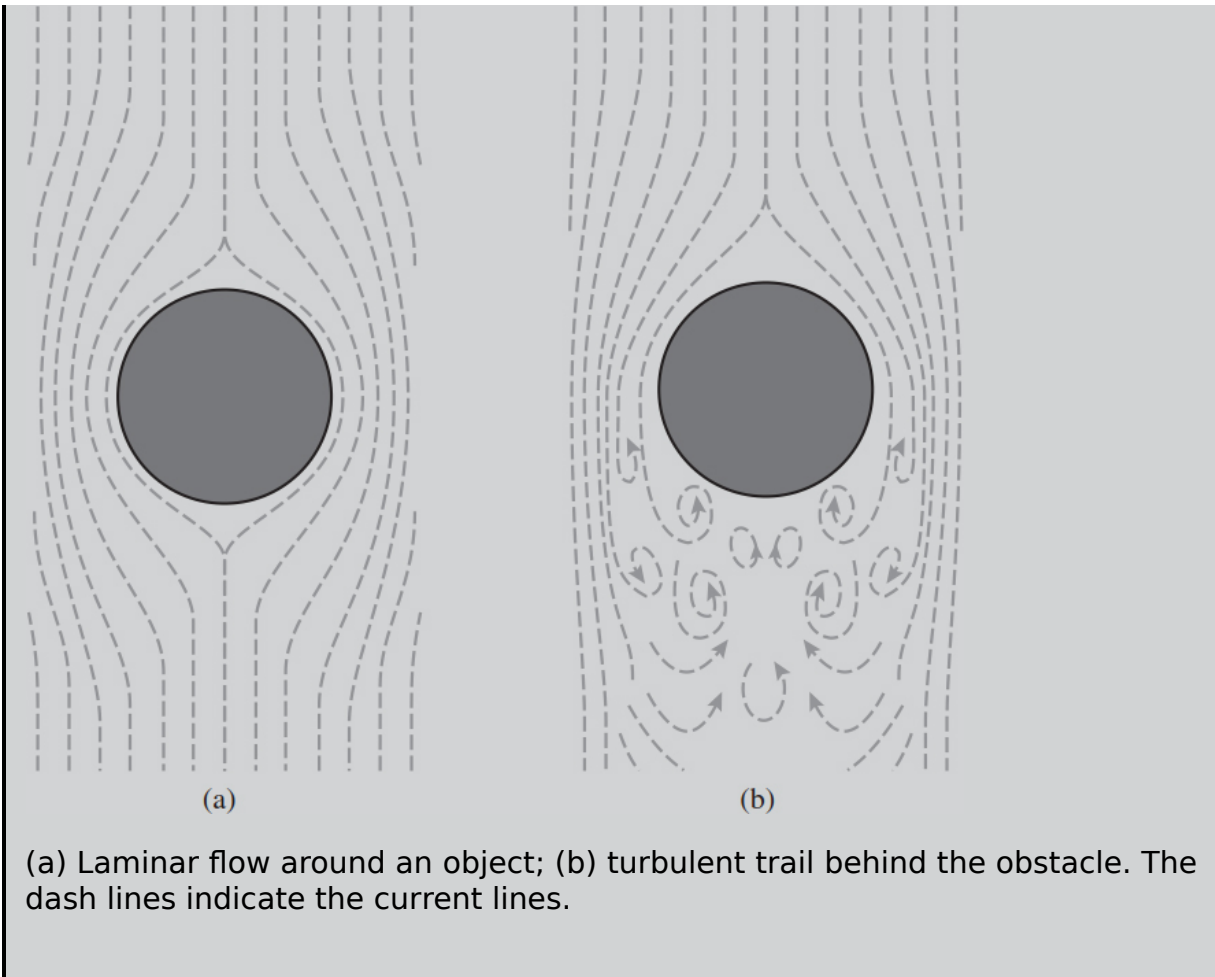 (a)
(b)
(a) Laminar flow around an object; (b) turbulent trail behind the obstacle. The
dash lines indicate the current lines.